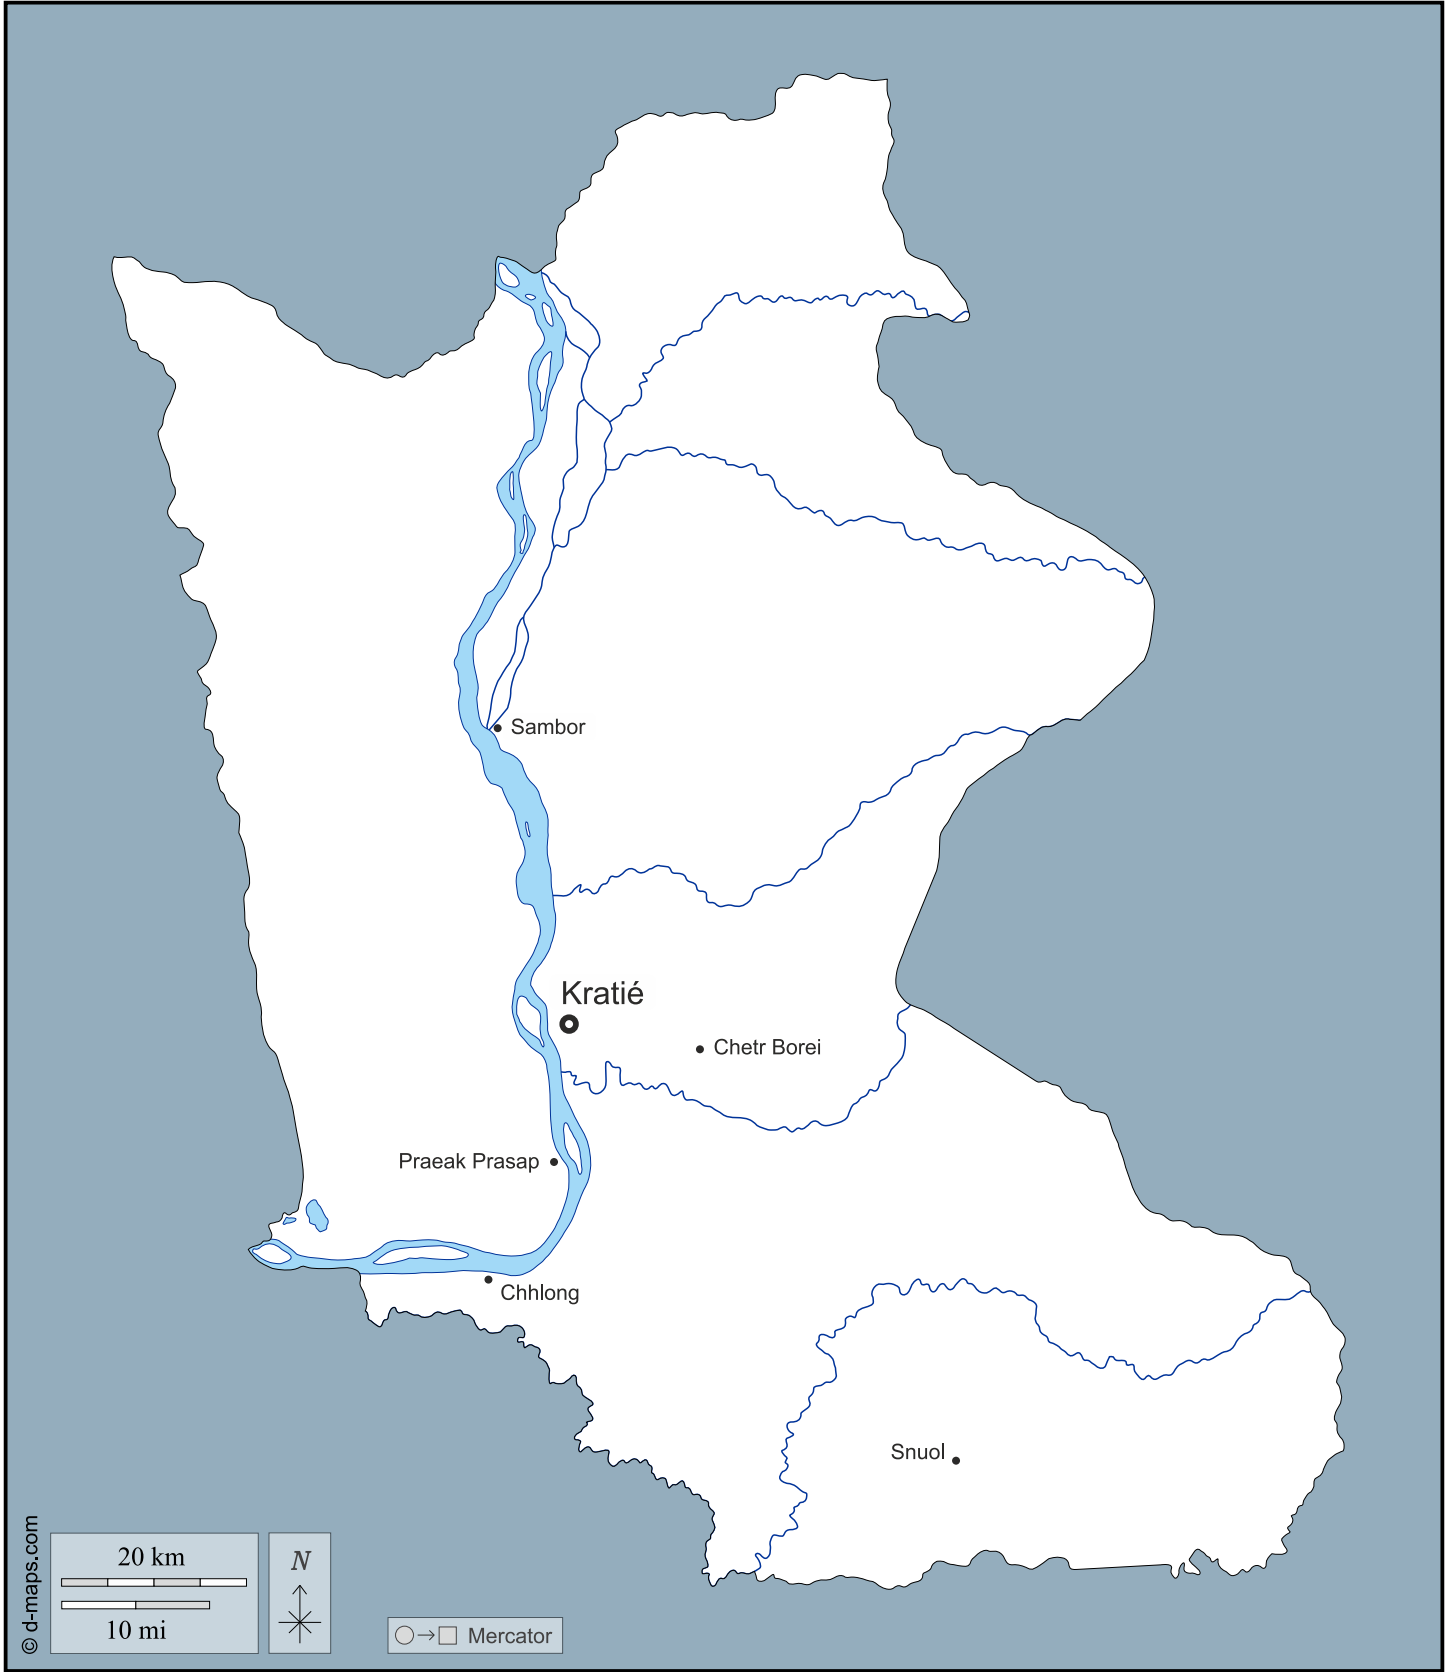 Sambor
Kratié
Chetr Borei
Praeak Prasap
Chhlong
Snuol
© d-maps.com
20 km
10 mi
N
Mercator